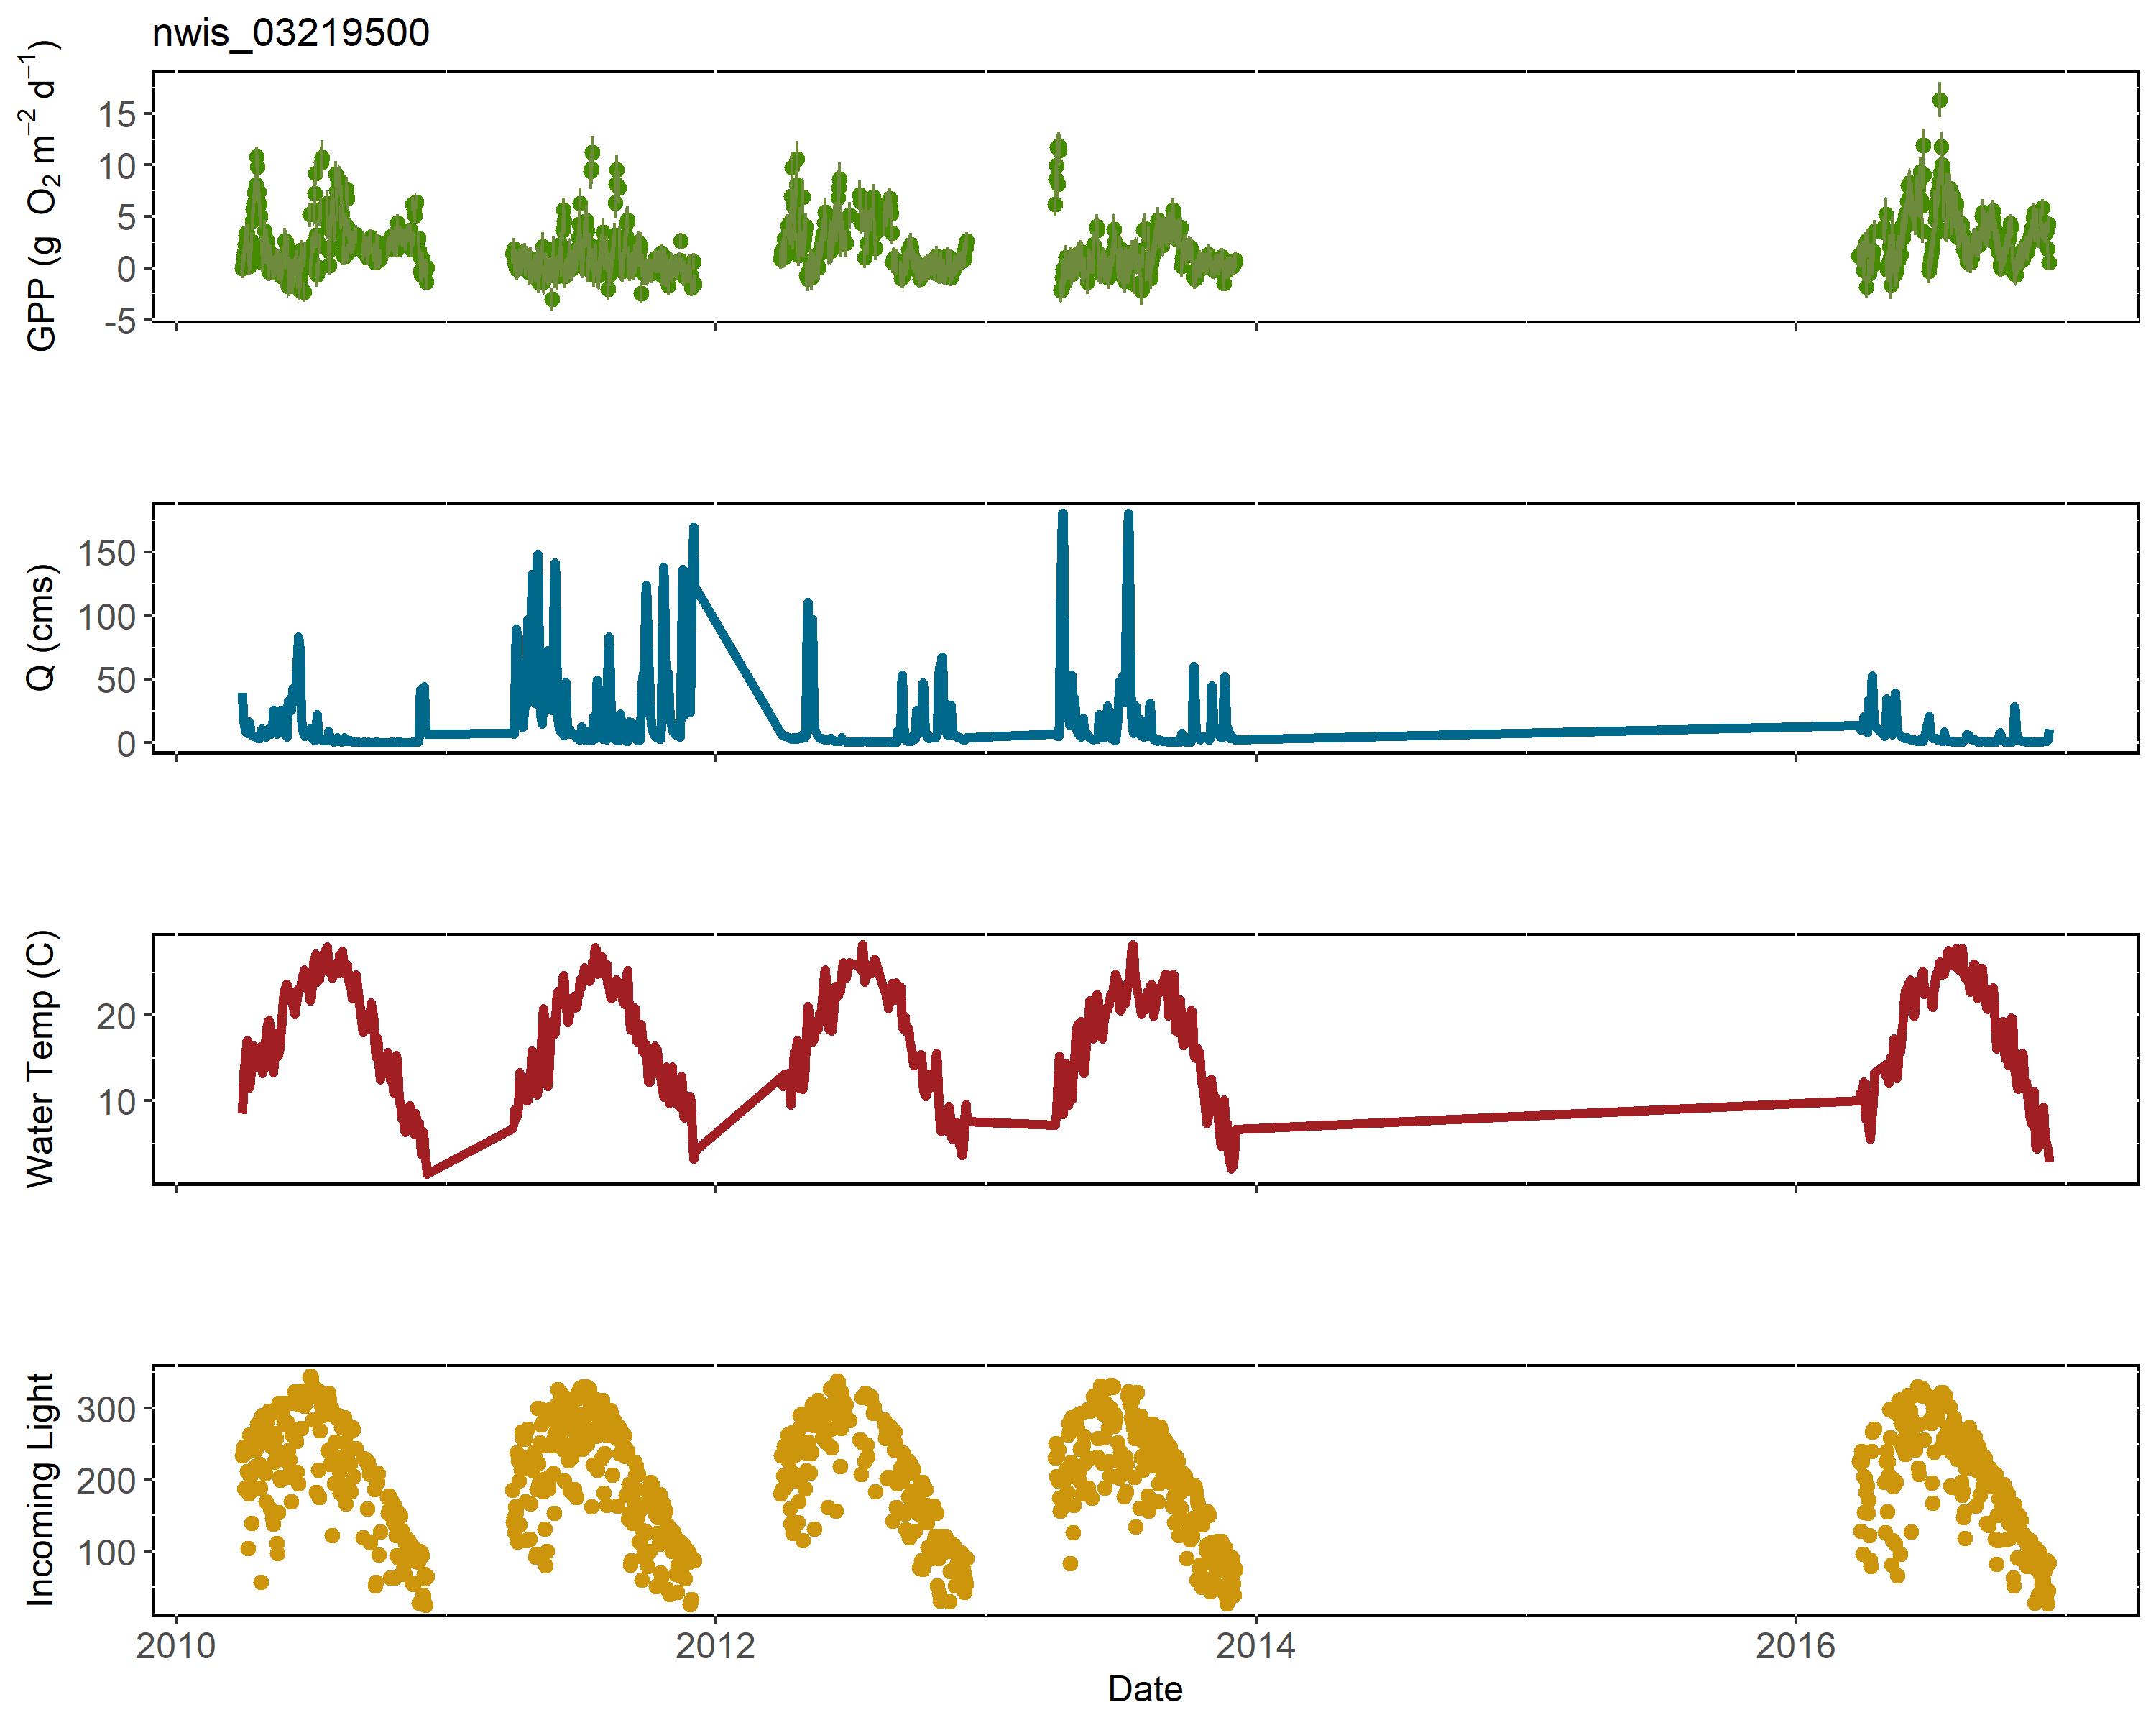 nwis_03219500
GPP (g O₂ m⁻² d⁻¹)
15
10
5
0
-5
Q (cms)
150
100
50
0
Water Temp (C)
20
10
Incoming Light
300
200
100
2010 2012 2014 2016
Date